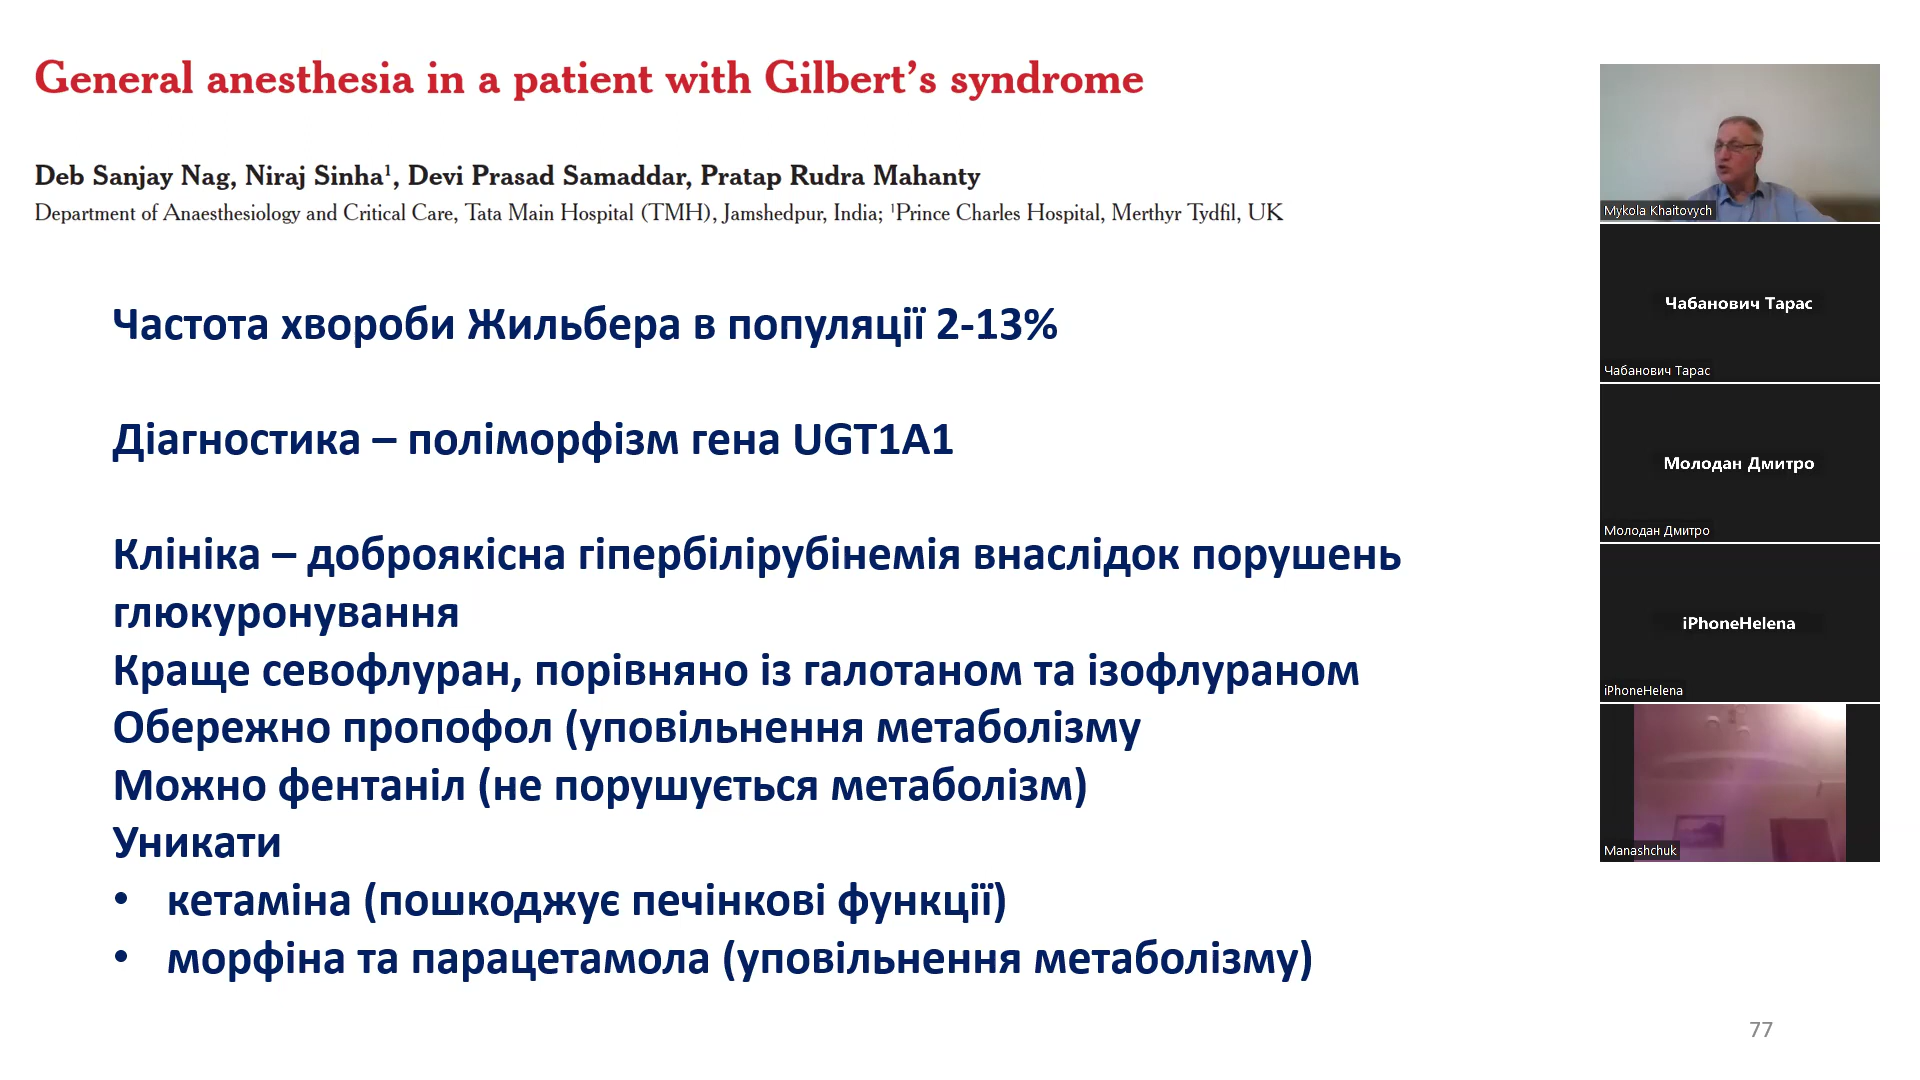 General anesthesia in a patient with Gilbert's syndrome
Deb Sanjay Nag, Niraj Sinha¹, Devi Prasad Samaddar, Pratap Rudra Mahanty
Department of Anaesthesiology and Critical Care, Tata Main Hospital (TMH), Jamshedpur, India; ¹Prince Charles Hospital, Merthyr Tydfil, UK
Частота хвороби Жильбера в популяції 2-13%
Діагностика – поліморфізм гена UGT1A1
Клініка – доброякісна гіпербілірубінемія внаслідок порушень
глюкуронування
Краще севофлуран, порівняно із галотаном та ізофлураном
Обережно пропофол (уповільнення метаболізму
Можно фентаніл (не порушується метаболізм)
Уникати
• кетаміна (пошкоджує печінкові функції)
• морфіна та парацетамола (уповільнення метаболізму)
77
Mykola Khaitovych
Чабанович Тарас
Чабанович Тарас
Молодан Дмитро
Молодан Дмитро
iPhoneHelena
iPhoneHelena
Manashchuk